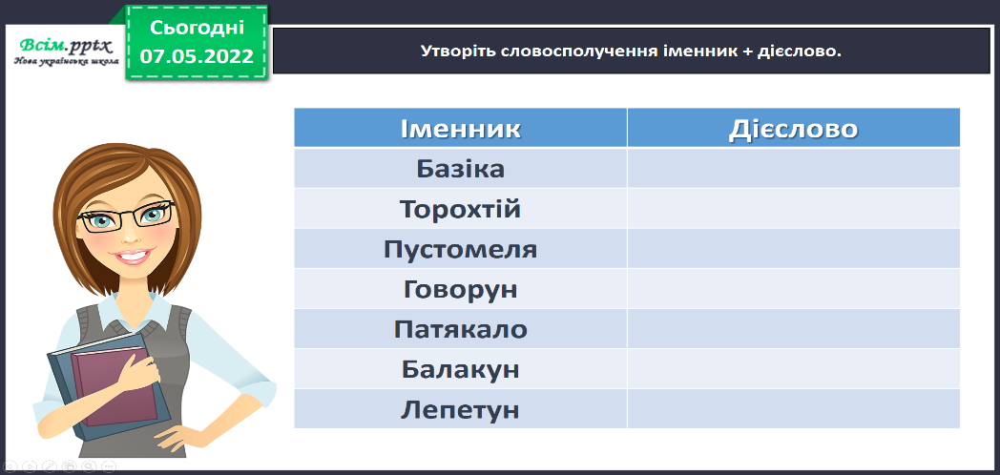 Всім.pptx
Нова українська школа
Сьогодні
07.05.2022
Утворіть словосполучення іменник + дієслово.
Іменник Дієслово
Базіка
Торохтій
Пустомеля
Говорун
Патякало
Балакун
Лепетун